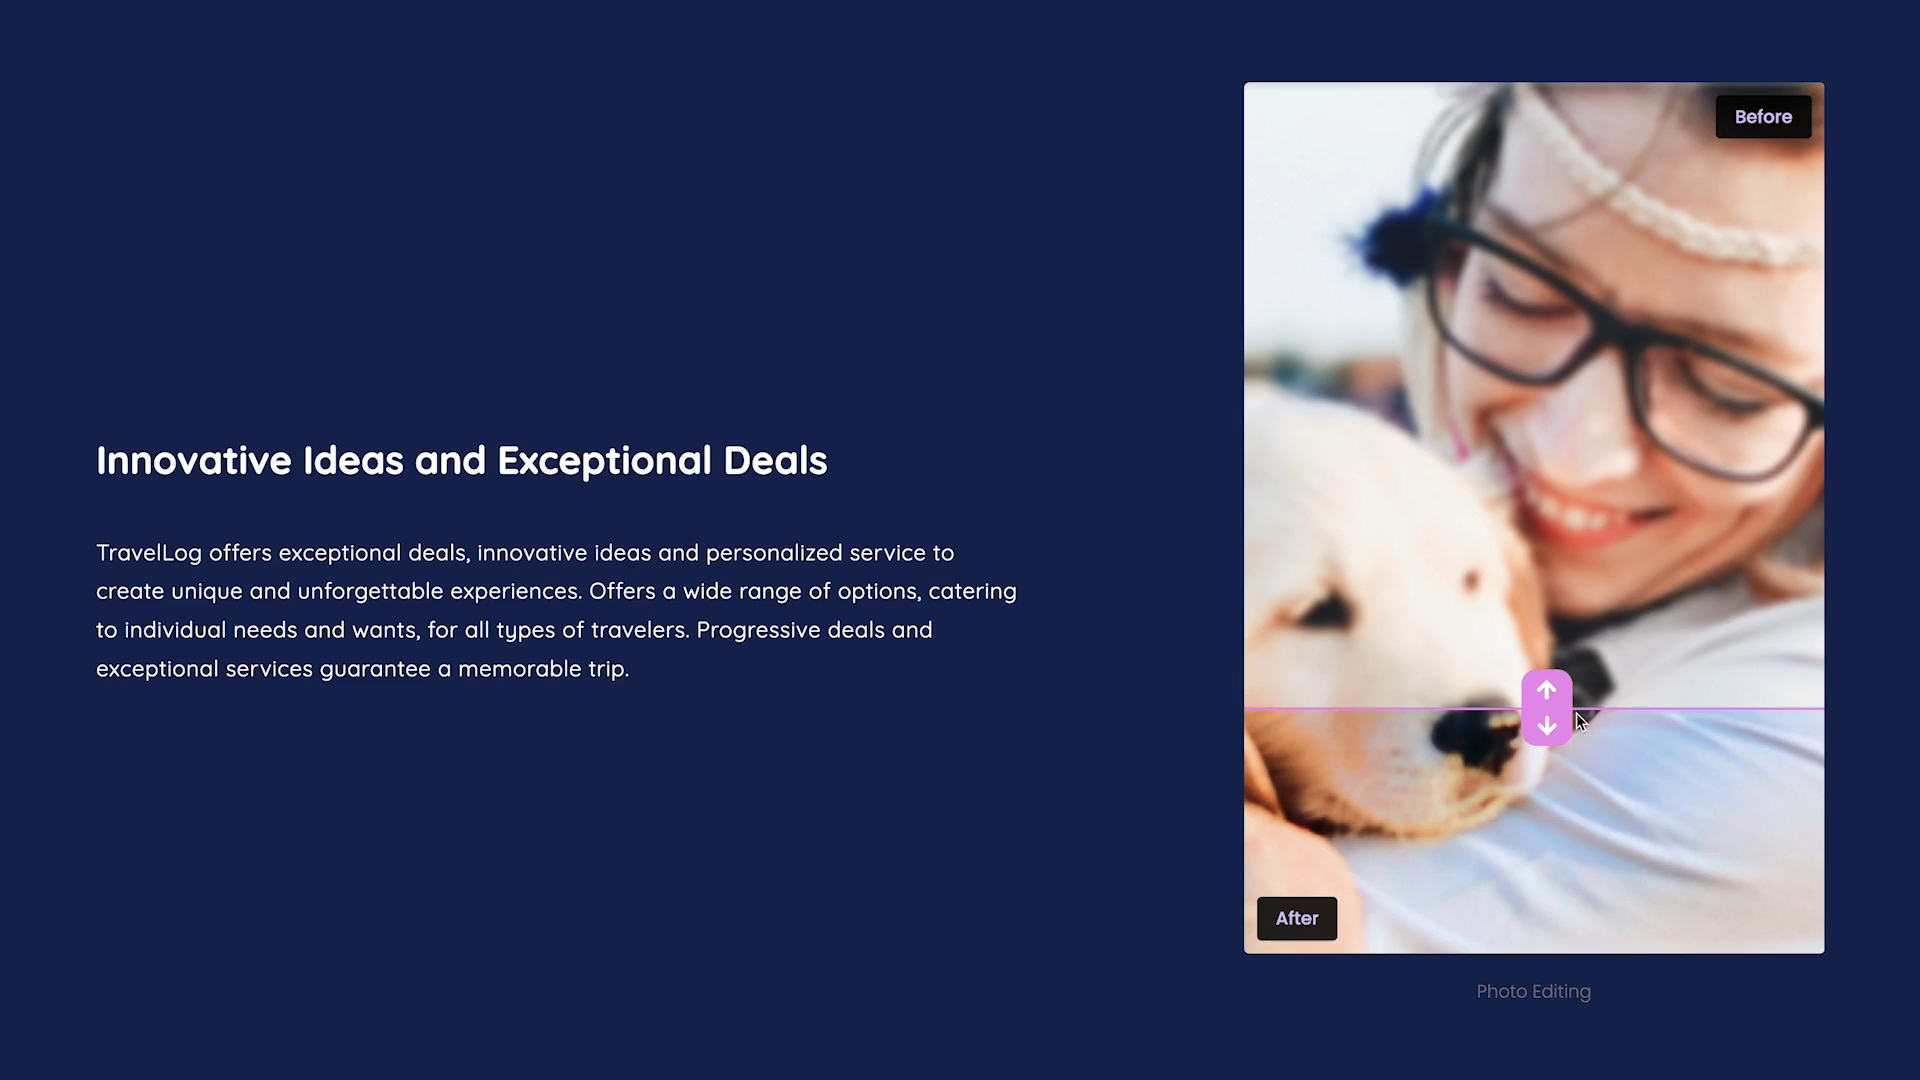 Innovative Ideas and Exceptional Deals
TravelLog offers exceptional deals, innovative ideas and personalized service to
create unique and unforgettable experiences. Offers a wide range of options, catering
to individual needs and wants, for all types of travelers. Progressive deals and
exceptional services guarantee a memorable trip.
Before
After
Photo Editing